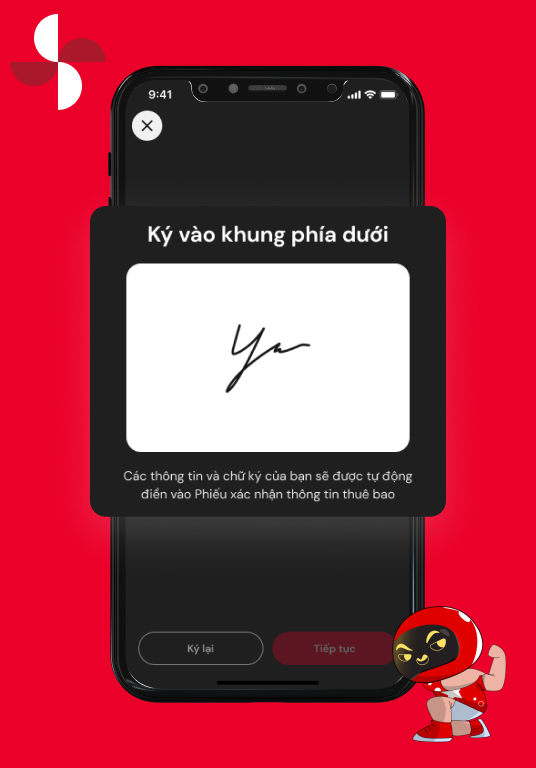 9:41
Ký vào khung phía dưới
Các thông tin và chữ ký của bạn sẽ được tự động
điền vào Phiếu xác nhận thông tin thuê bao
Ký lại
Tiếp tục